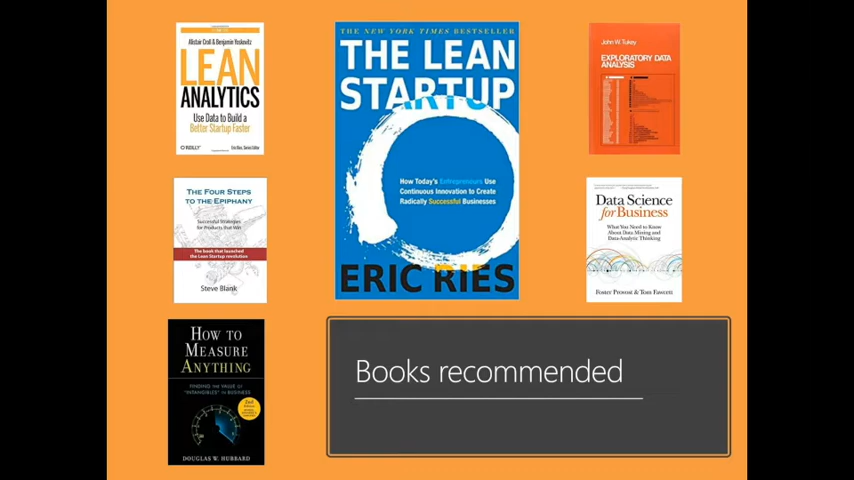 Alistair Croll & Benjamin Yoskovitz
LEAN
ANALYTICS
Use Data to Build a
Better Startup Faster
O'REILLY
Eric Ries, Series Editor
THE NEW YORK TIMES BESTSELLER
THE LEAN
STARTUP
How Today's Entrepreneurs Use
Continuous Innovation to Create
Radically Successful Businesses
ERIC RIES
John W. Tukey
EXPLORATORY DATA
ANALYSIS
THE FOUR STEPS
TO THE EPIPHANY
Successful Strategies
for Products that Win
The book that launched
the Lean Startup revolution
Steve Blank
Data Science
for Business
What You Need to Know
About Data Mining and
Data-Analytic Thinking
Foster Provost & Tom Fawcett
HOW TO
MEASURE
ANYTHING
FINDING THE VALUE OF
"INTANGIBLES" IN BUSINESS
DOUGLAS W. HUBBARD
Books recommended